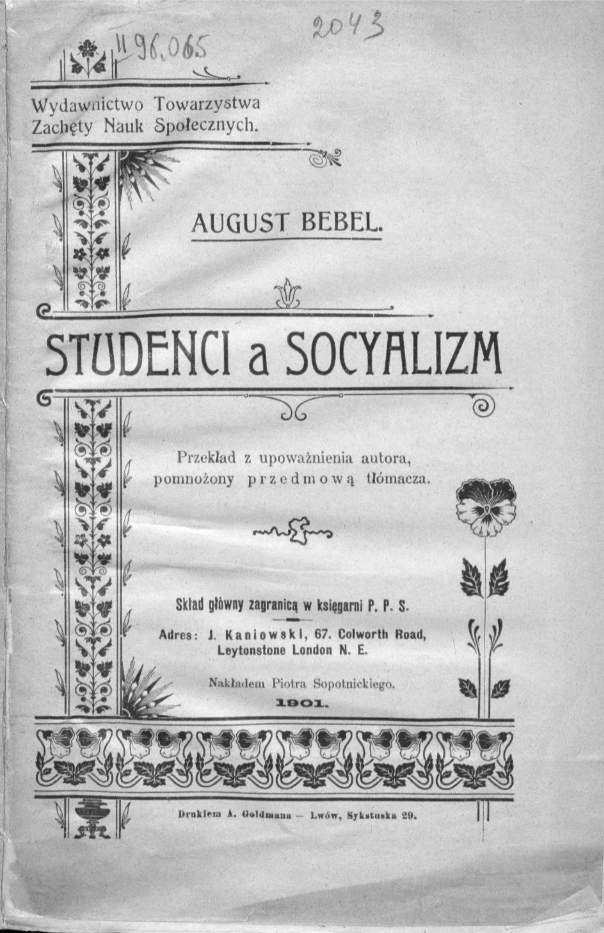 2043
II 96.065
Wydawnictwo Towarzystwa
Zachęty Nauk Społecznych.
AUGUST BEBEL.
STUDENCI a SOCYALIZM
Przekład z upoważnienia autora,
pomnożony przedmową tłómacza.
Skład główny zagranicą w księgarni P. P. S.
Adres: J. Kaniowski, 67. Colworth Road,
Leytonstone London N. E.
Nakładem Piotra Sopotnickiego.
1901.
Drukiem A. Goldmana — Lwów, Sykstuska 29.